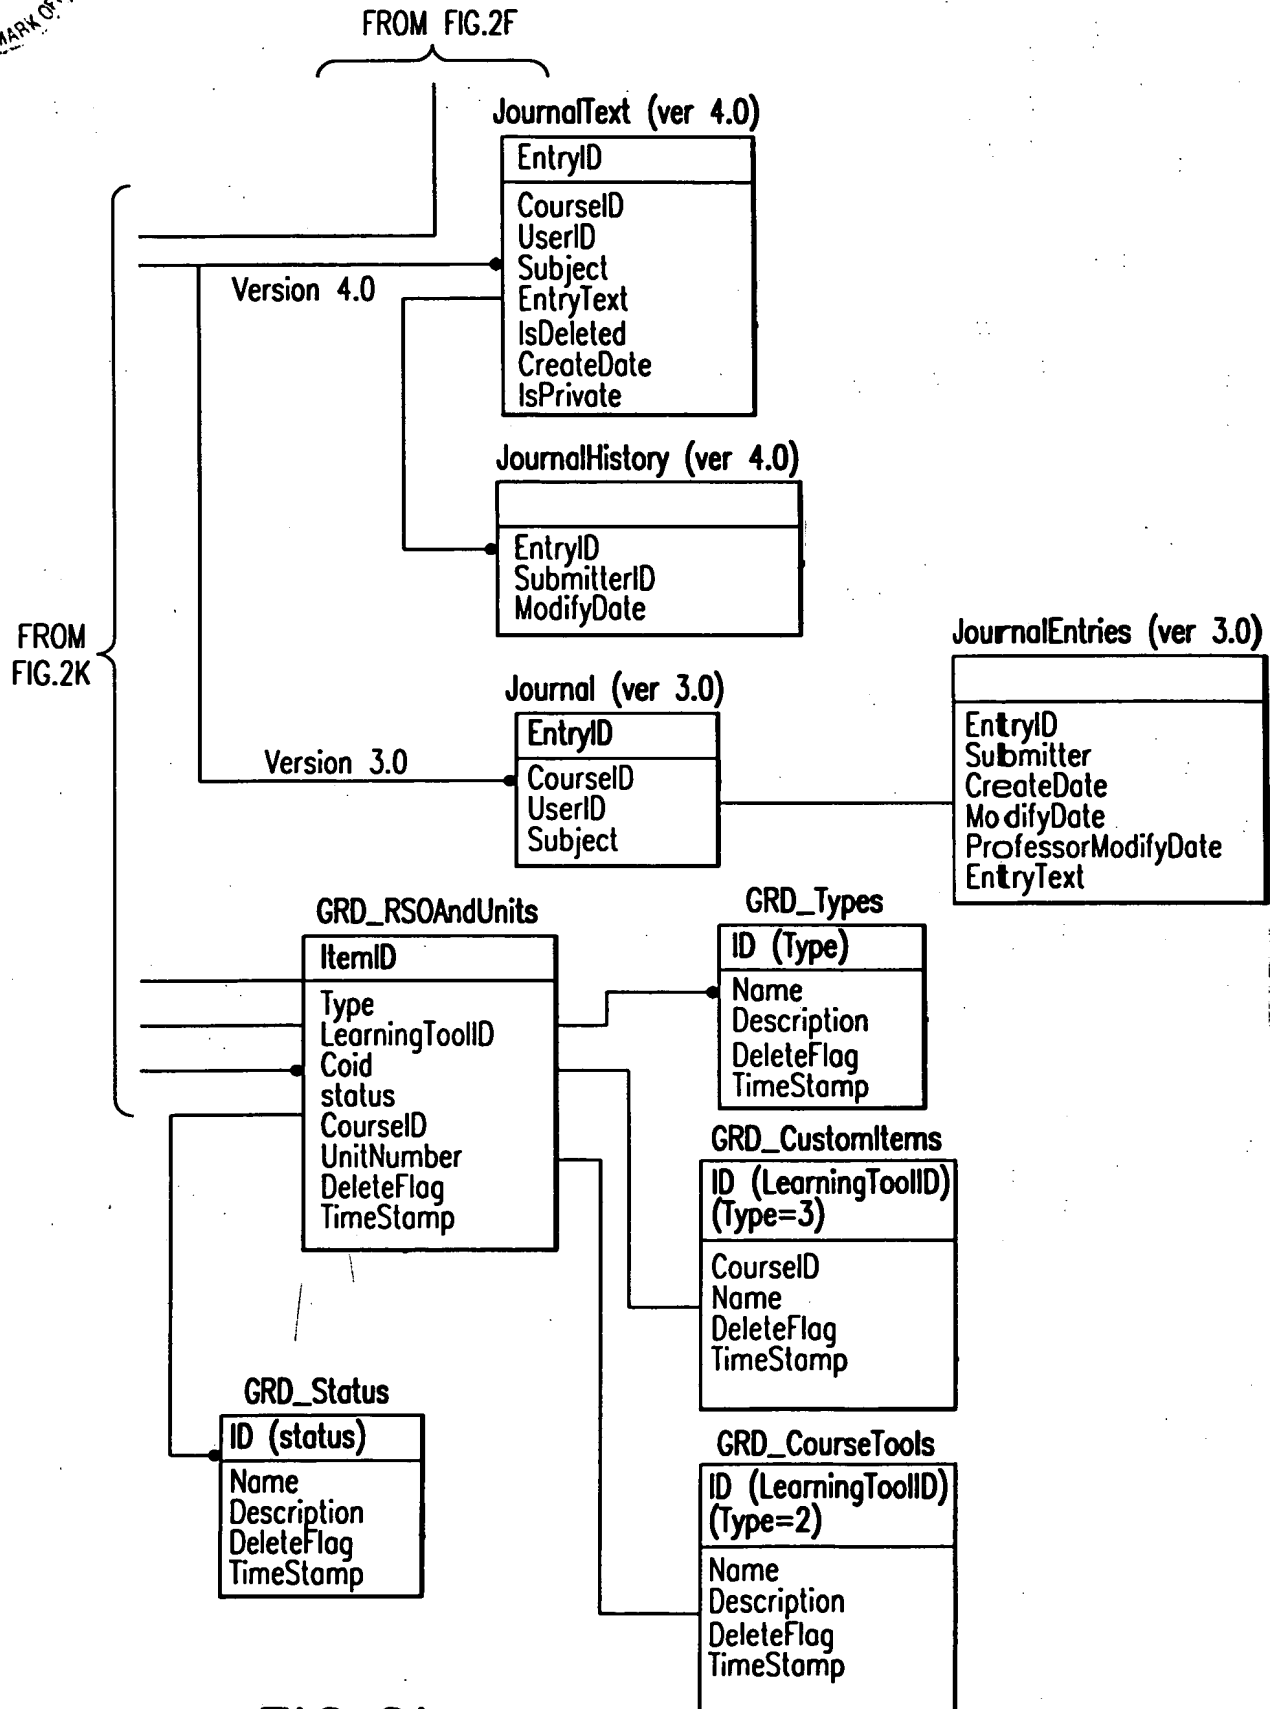 FROM FIG.2F
JournalText (ver 4.0)
EntryID
CourseID
UserID
Subject
EntryText
IsDeleted
CreateDate
IsPrivate
Version 4.0
JournalHistory (ver 4.0)
EntryID
SubmitterID
ModifyDate
FROM
FIG.2K
JournalEntries (ver 3.0)
EntryID
Submitter
CreateDate
ModifyDate
ProfessorModifyDate
EntryText
Journal (ver 3.0)
EntryID
CourseID
UserID
Subject
Version 3.0
GRD_RSOAndUnits
ItemID
Type
LearningToolID
Coid
status
CourseID
UnitNumber
DeleteFlag
TimeStamp
GRD_Types
ID (Type)
Name
Description
DeleteFlag
TimeStamp
GRD_CustomItems
ID (LearningToolID)
(Type=3)
CourseID
Name
DeleteFlag
TimeStamp
GRD_Status
ID (status)
Name
Description
DeleteFlag
TimeStamp
GRD_CourseTools
ID (LearningToolID)
(Type=2)
Name
Description
DeleteFlag
TimeStamp